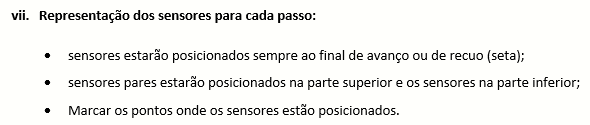 vii. Representação dos sensores para cada passo:
• sensores estarão posicionados sempre ao final de avanço ou de recuo (seta);
• sensores pares estarão posicionados na parte superior e os sensores na parte inferior;
• Marcar os pontos onde os sensores estão posicionados.